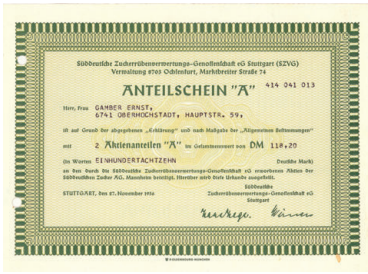 Süddeutsche Zuckerrübenverwertungs-Genossenschaft eG Stuttgart (SZVG)
Verwaltung 8703 Ochsenfurt, Marktbreiter Straße 74
ANTEILSCHEIN "A" 414 041 013
Herr, Frau GAMBER ERNST,
6741 OBERHOCHSTADT, HAUPTSTR. 59,
ist auf Grund der abgegebenen „Erklärung" und nach Maßgabe der „Allgemeinen Bestimmungen"
mit 2 Aktienanteilen "A" im Gesamtnennwert von DM 118,20
(In Worten EINHUNDERTACHTZEHN Deutsche Mark)
an den durch die Süddeutsche Zuckerrübenverwertungs-Genossenschaft eG erworbenen Aktien der
Süddeutschen Zucker AG. Mannheim beteiligt. Hierüber wird diese Urkunde ausgestellt.
Süddeutsche
STUTTGART, den 27. November 1974 Zuckerrübenverwertungs-Genossenschaft eG
Stuttgart